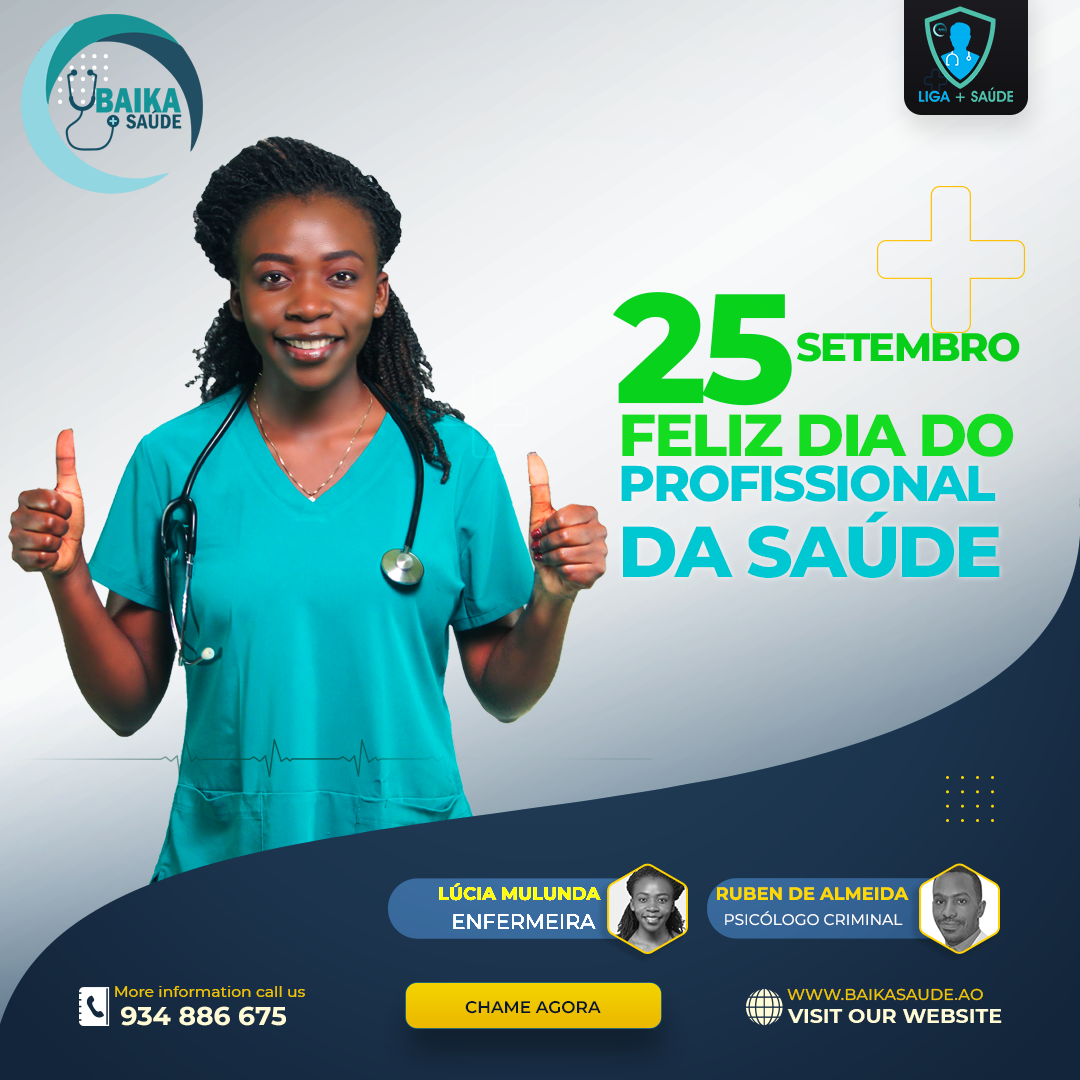 BAIKA
+ SAÚDE
LIGA + SAÚDE
25 SETEMBRO
FELIZ DIA DO
PROFISSIONAL
DA SAÚDE
LÚCIA MULUNDA
ENFERMEIRA
RUBEN DE ALMEIDA
PSICÓLOGO CRIMINAL
More information call us
934 886 675
CHAME AGORA
WWW.BAIKASAUDE.AO
VISIT OUR WEBSITE